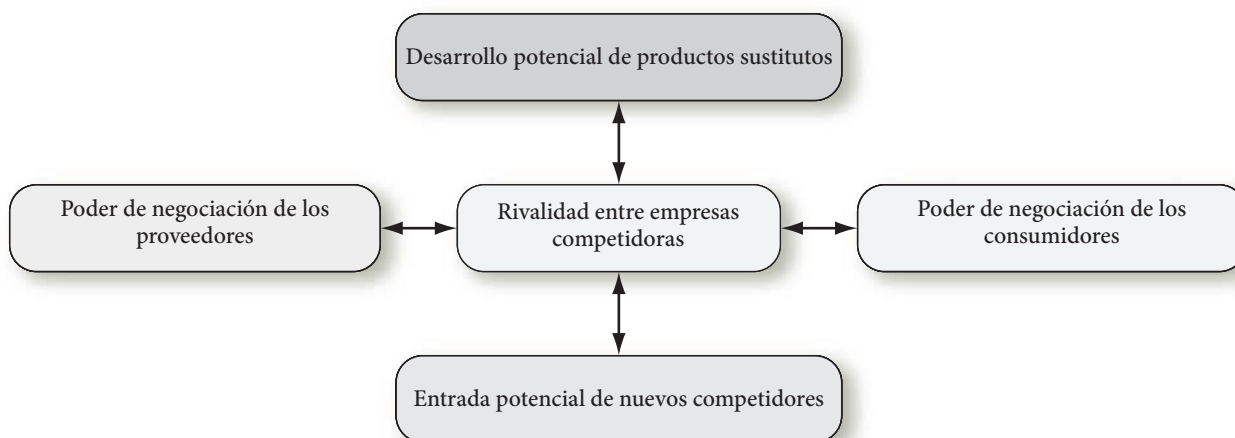 Desarrollo potencial de productos sustitutos
Poder de negociación de los
proveedores
Rivalidad entre empresas
competidoras
Poder de negociación de los
consumidores
Entrada potencial de nuevos competidores